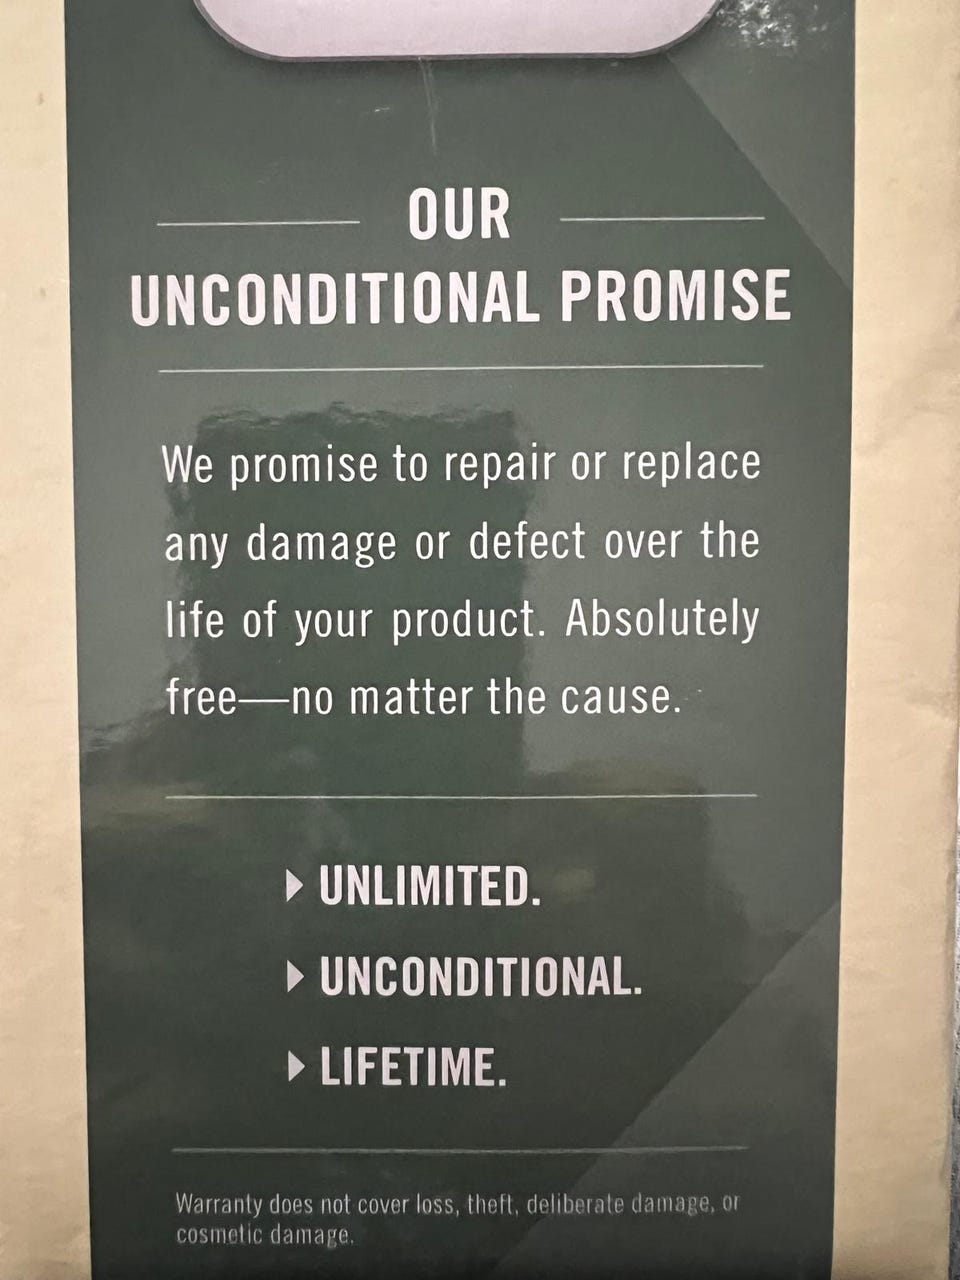 OUR
UNCONDITIONAL PROMISE
We promise to repair or replace
any damage or defect over the
life of your product. Absolutely
free—no matter the cause.
UNLIMITED.
UNCONDITIONAL.
LIFETIME.
Warranty does not cover loss, theft, deliberate damage, or
cosmetic damage.